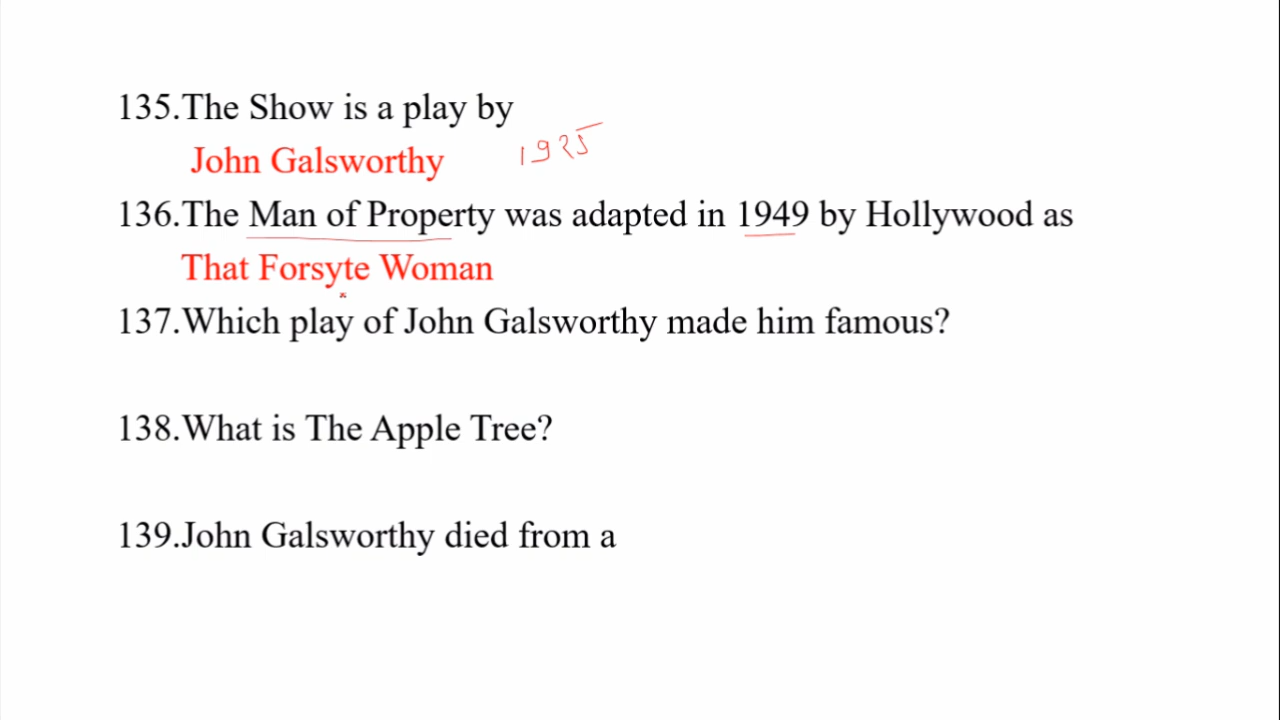 135.The Show is a play by
John Galsworthy 1925
136.The Man of Property was adapted in 1949 by Hollywood as
That Forsyte Woman
137.Which play of John Galsworthy made him famous?
138.What is The Apple Tree?
139.John Galsworthy died from a